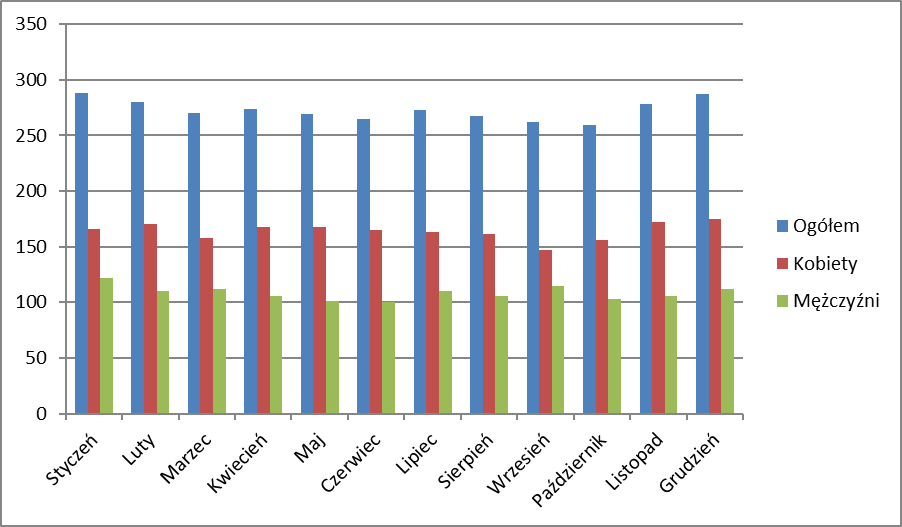 350
300
250
200
150
100
50
0
Styczeń
Luty
Marzec
Kwiecień
Maj
Czerwiec
Lipiec
Sierpień
Wrzesień
Październik
Listopad
Grudzień
Ogółem
Kobiety
Mężczyźni